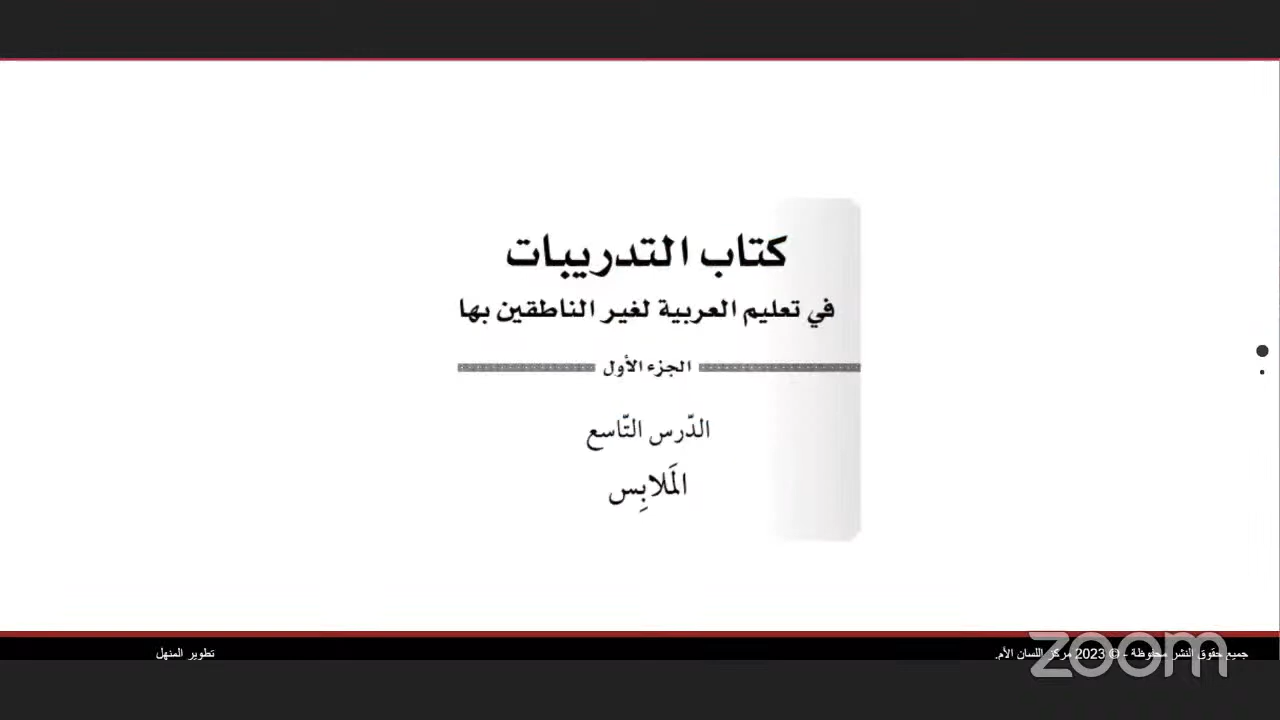 كتاب التدريبات
في تعليم العربية لغير الناطقين بها
الجزء الأول
الدّرس التّاسع
المَلابِس
جميع حقوق النشر محفوظة - © 2023 مركز اللسان الأم.
تطوير المنهل
zoom